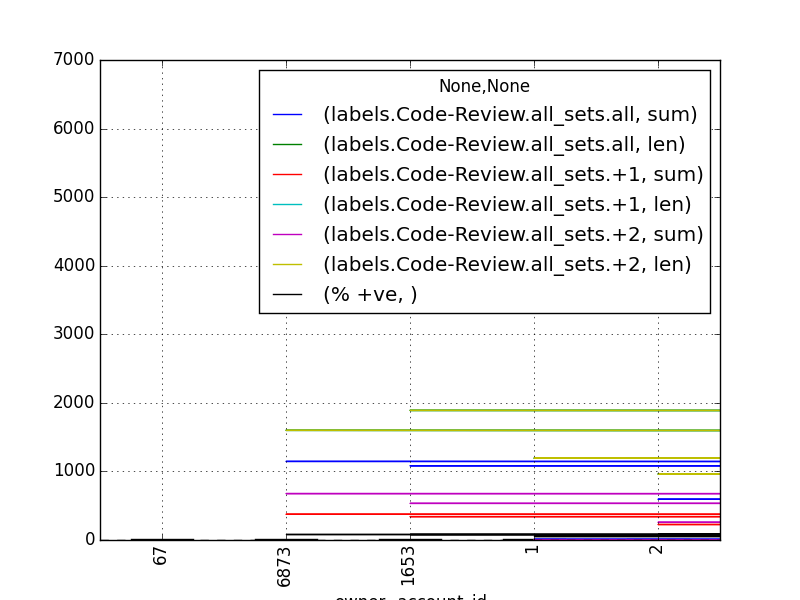 7000
6000
5000
4000
3000
2000
1000
0
None,None
(labels.Code-Review.all_sets.all, sum)
(labels.Code-Review.all_sets.all, len)
(labels.Code-Review.all_sets.+1, sum)
(labels.Code-Review.all_sets.+1, len)
(labels.Code-Review.all_sets.+2, sum)
(labels.Code-Review.all_sets.+2, len)
(% +ve, )
67
6873
1653
1
2
owner._account_id